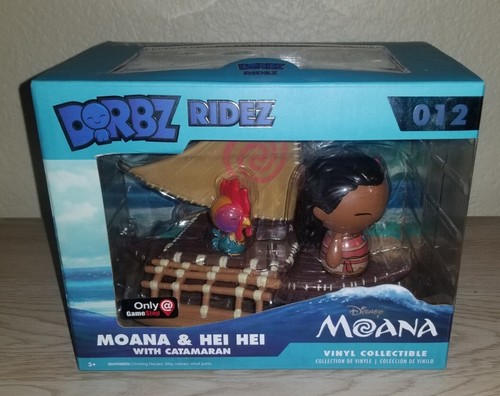 DORBZ
RIDEZ
DORBZ RIDEZ 012
Only @
GameStop
MOANA & HEI HEI
WITH CATAMARAN
3+
Disney
MOANA
VINYL COLLECTIBLE
COLLECTION DE VINYLE | COLECCIÓN DE VINILO